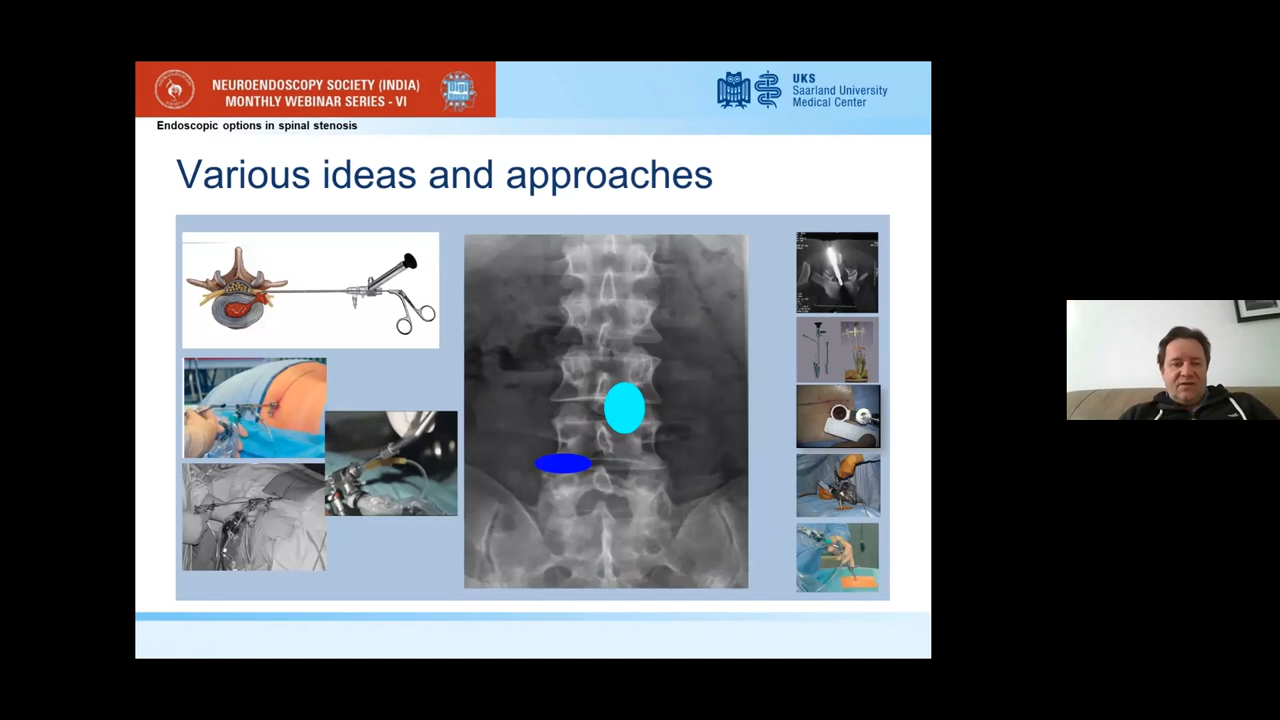 NEUROENDOSCOPY SOCIETY (INDIA)
MONTHLY WEBINAR SERIES - VI
Digi
UKS
Saarland University
Medical Center
Endoscopic options in spinal stenosis
Various ideas and approaches